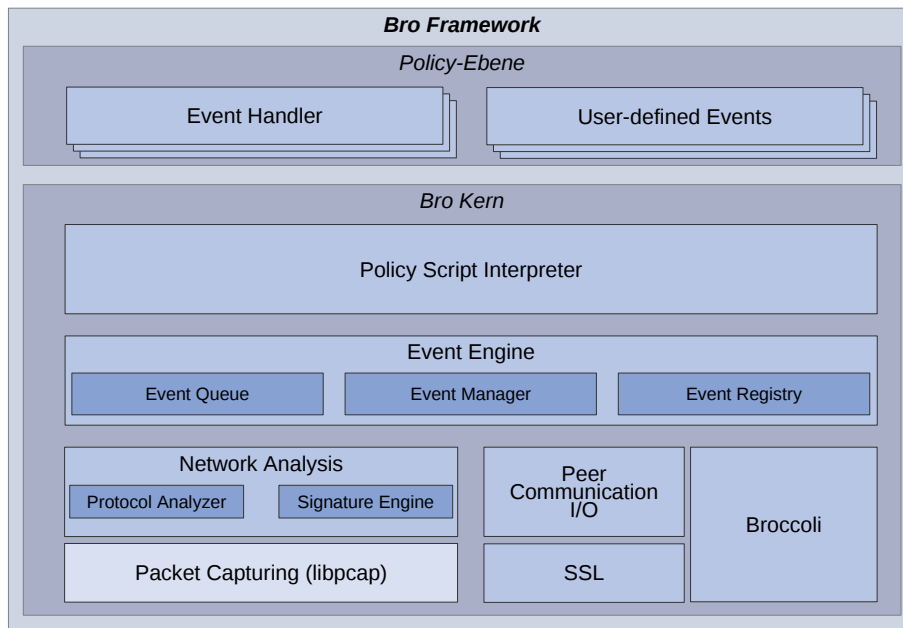 Bro Framework
Policy-Ebene
Event Handler
User-defined Events
Bro Kern
Policy Script Interpreter
Event Engine
Event Queue
Event Manager
Event Registry
Network Analysis
Protocol Analyzer
Signature Engine
Packet Capturing (libpcap)
Peer
Communication
I/O
SSL
Broccoli